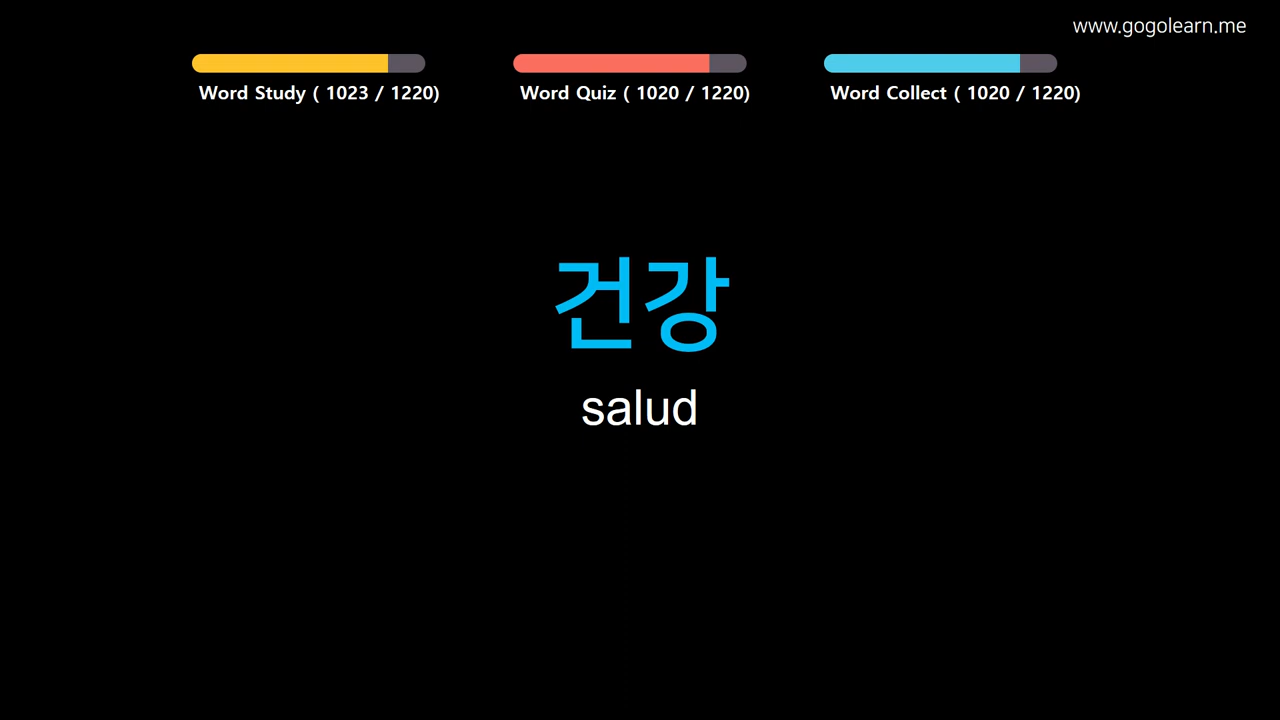 www.gogolearn.me
Word Study ( 1023 / 1220)
Word Quiz ( 1020 / 1220)
Word Collect ( 1020 / 1220)
건강
salud